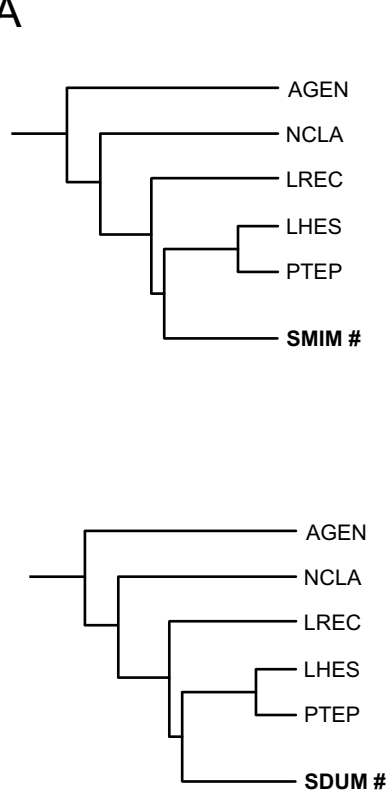 A
AGEN
NCLA
LREC
LHES
PTEP
SMIM #
AGEN
NCLA
LREC
LHES
PTEP
SDUM #